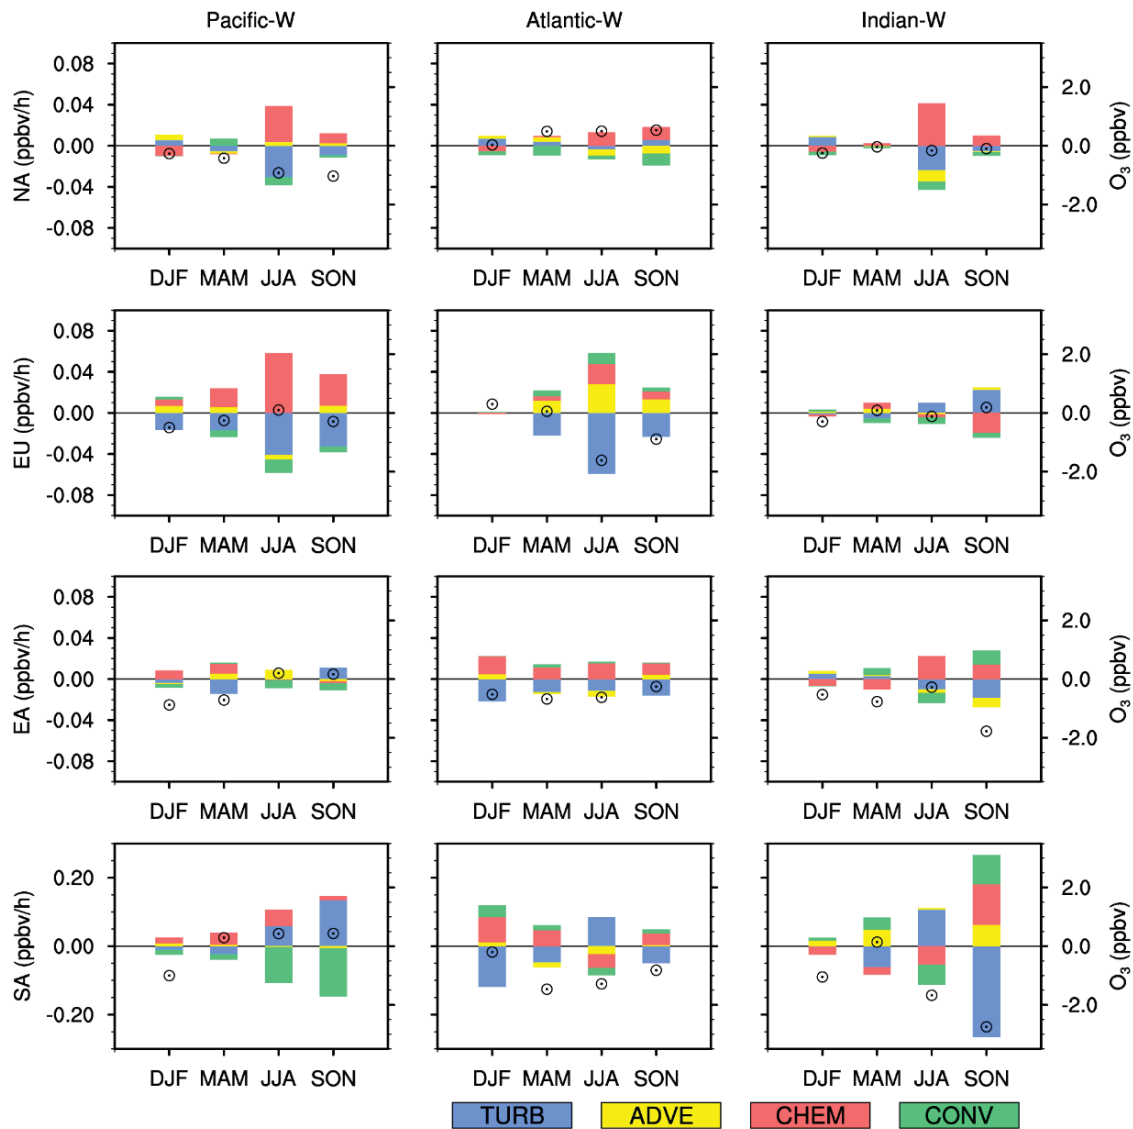 Pacific-W Atlantic-W Indian-W
NA (ppbv/h) 0.08 0.04 0.00 -0.04 -0.08 2.0 0.0 -2.0 O₃ (ppbv)
DJF MAM JJA SON DJF MAM JJA SON DJF MAM JJA SON
EU (ppbv/h) 0.08 0.04 0.00 -0.04 -0.08 2.0 0.0 -2.0 O₃ (ppbv)
DJF MAM JJA SON DJF MAM JJA SON DJF MAM JJA SON
EA (ppbv/h) 0.08 0.04 0.00 -0.04 -0.08 2.0 0.0 -2.0 O₃ (ppbv)
DJF MAM JJA SON DJF MAM JJA SON DJF MAM JJA SON
SA (ppbv/h) 0.20 0.00 -0.20 2.0 0.0 -2.0 O₃ (ppbv)
DJF MAM JJA SON DJF MAM JJA SON DJF MAM JJA SON
TURB ADVE CHEM CONV